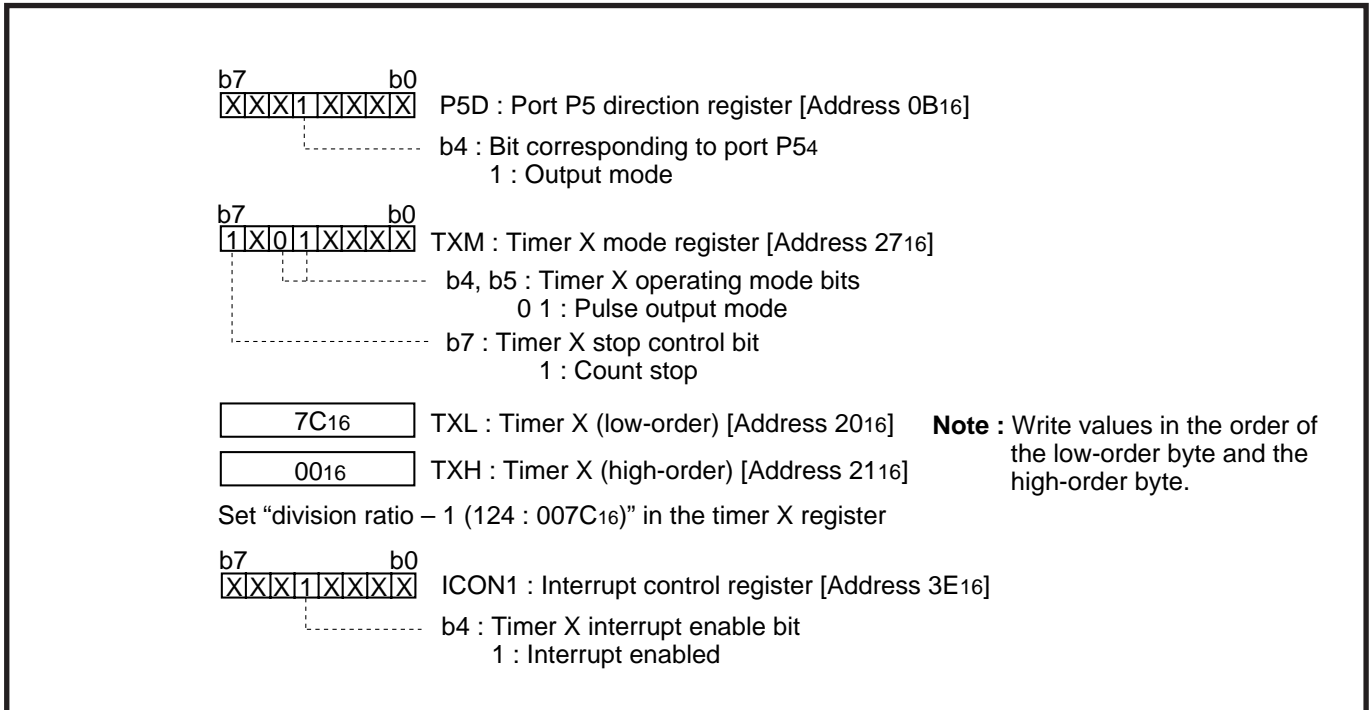 b7 b0
XXX1XXXX P5D : Port P5 direction register [Address 0B16]
b4 : Bit corresponding to port P54
1 : Output mode
b7 b0
1X01XXXX TXM : Timer X mode register [Address 2716]
b4, b5 : Timer X operating mode bits
0 1 : Pulse output mode
b7 : Timer X stop control bit
1 : Count stop
7C16 TXL : Timer X (low-order) [Address 2016]
0016 TXH : Timer X (high-order) [Address 2116]
Note : Write values in the order of
the low-order byte and the
high-order byte.
Set “division ratio – 1 (124 : 007C16)” in the timer X register
b7 b0
XXX1XXXX ICON1 : Interrupt control register [Address 3E16]
b4 : Timer X interrupt enable bit
1 : Interrupt enabled